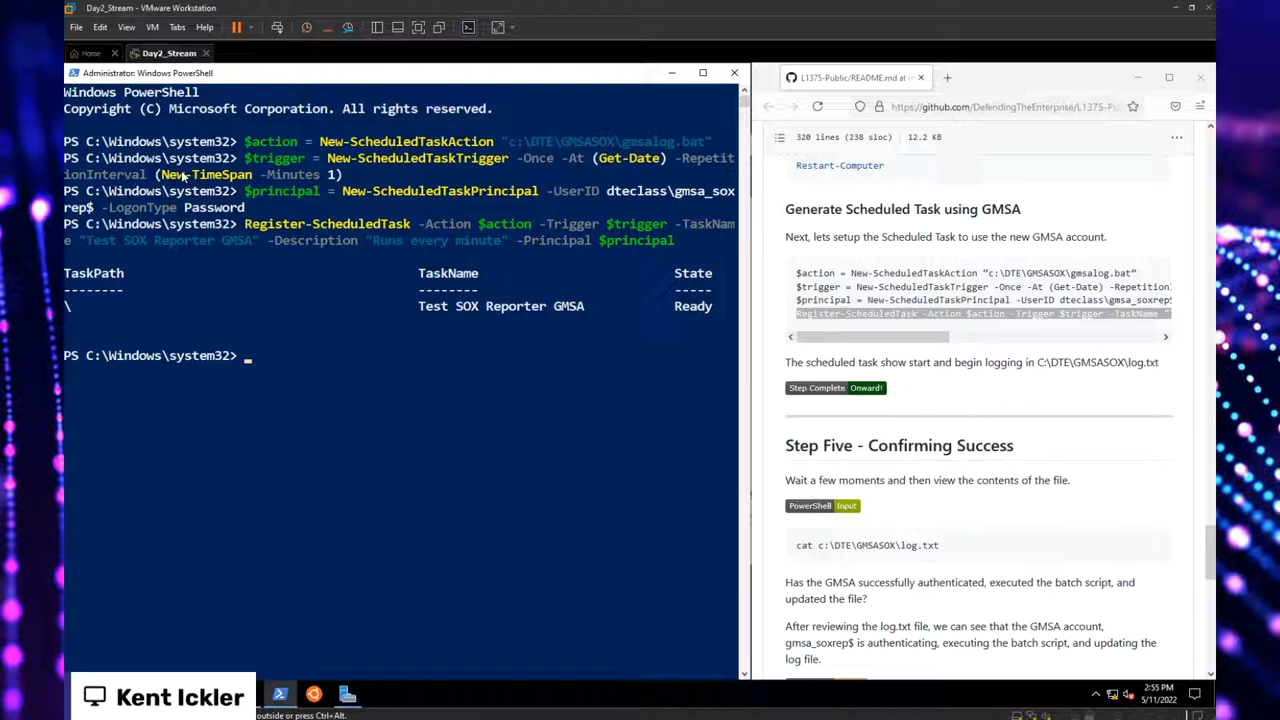 Day2_Stream - VMware Workstation
File Edit View VM Tabs Help
Home Day2_Stream
Administrator: Windows PowerShell
Windows PowerShell
Copyright (C) Microsoft Corporation. All rights reserved.
PS C:\Windows\system32> $action = New-ScheduledTaskAction "c:\DTE\GMSASOX\gmsalog.bat"
PS C:\Windows\system32> $trigger = New-ScheduledTaskTrigger -Once -At (Get-Date) -Repetit
ionInterval (New-TimeSpan -Minutes 1)
PS C:\Windows\system32> $principal = New-ScheduledTaskPrincipal -UserID dteclass\gmsa_sox
rep$ -LogonType Password
PS C:\Windows\system32> Register-ScheduledTask -Action $action -Trigger $trigger -TaskNam
e "Test SOX Reporter GMSA" -Description "Runs every minute" -Principal $principal
TaskPath TaskName State
-------- -------- -----
\ Test SOX Reporter GMSA Ready
PS C:\Windows\system32>
L1375-Public/README.md at m
https://github.com/DefendingTheEnterprise/L1375-Pu
320 lines (238 sloc) 12.2 KB
Restart-Computer
Generate Scheduled Task using GMSA
Next, lets setup the Scheduled Task to use the new GMSA account.
$action = New-ScheduledTaskAction “c:\DTE\GMSASOX\gmsalog.bat”
$trigger = New-ScheduledTaskTrigger -Once -At (Get-Date) -Repetition
$principal = New-ScheduledTaskPrincipal -UserID dteclass\gmsa_soxrep$
Register-ScheduledTask -Action $action -Trigger $trigger -TaskName "
The scheduled task show start and begin logging in C:\DTE\GMSASOX\log.txt
Step Complete Onward!
Step Five - Confirming Success
Wait a few moments and then view the contents of the file.
PowerShell Input
cat c:\DTE\GMSASOX\log.txt
Has the GMSA successfully authenticated, executed the batch script, and
updated the file?
After reviewing the log.txt file, we can see that the GMSA account,
gmsa_soxrep$ is authenticating, executing the batch script, and updating the
log file.
Kent Ickler
2:55 PM
5/11/2022
outside or press Ctrl+Alt.